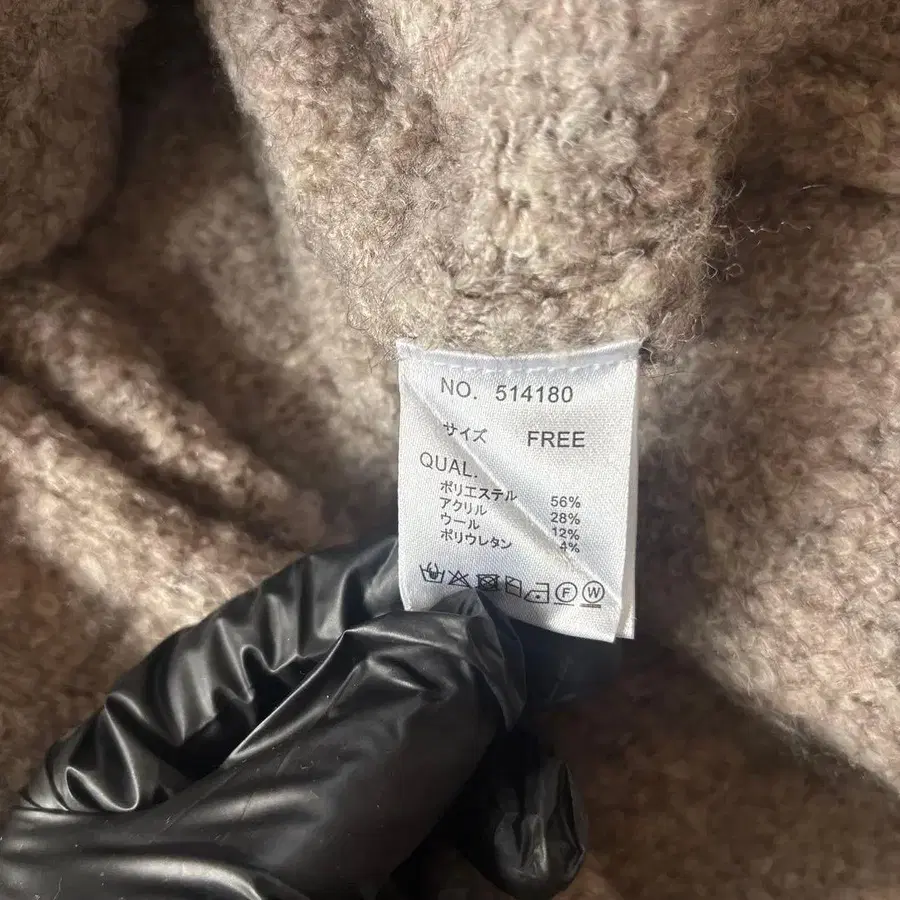 NO. 514180
サイズ FREE
QUAL.
ポリエステル 56%
アクリル 28%
ウール 12%
ポリウレタン 4%
F W